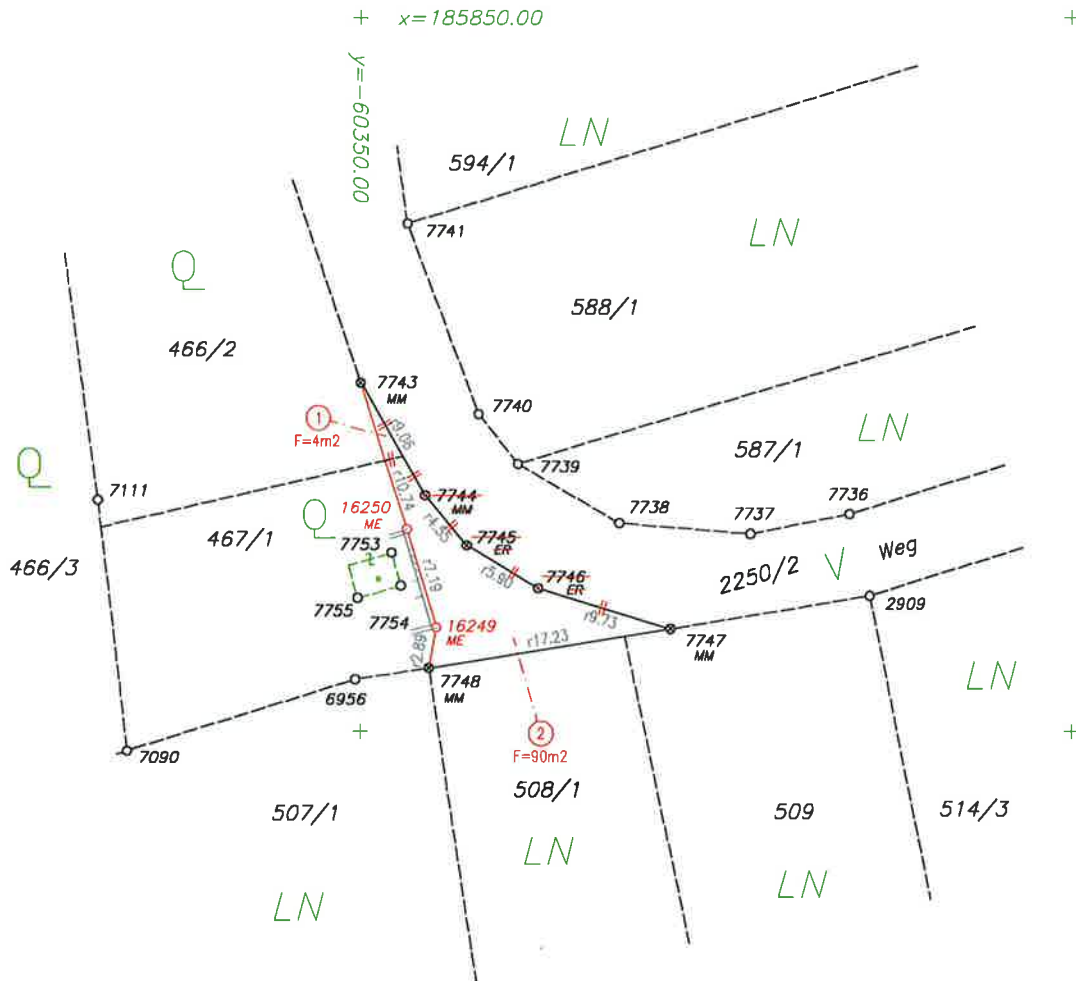 x=185850.00
y=-60350.00
LN
594/1
7741
LN
Q
588/1
466/2
7743
MM
1
F=4m2
r9.06
7740
587/1
LN
Q
7739
7111
r10.74
7744
MM
16250
ME
Q
467/1
7753
r4.55
7745
ER
7738
7737
7736
466/3
2250/2
V
Weg
r7.19
r5.90
7746
ER
7755
7754
16249
ME
r9.73
2909
r2.89
r17.23
7747
MM
7748
MM
6956
LN
7090
2
F=90m2
507/1
508/1
509
514/3
LN
LN
LN